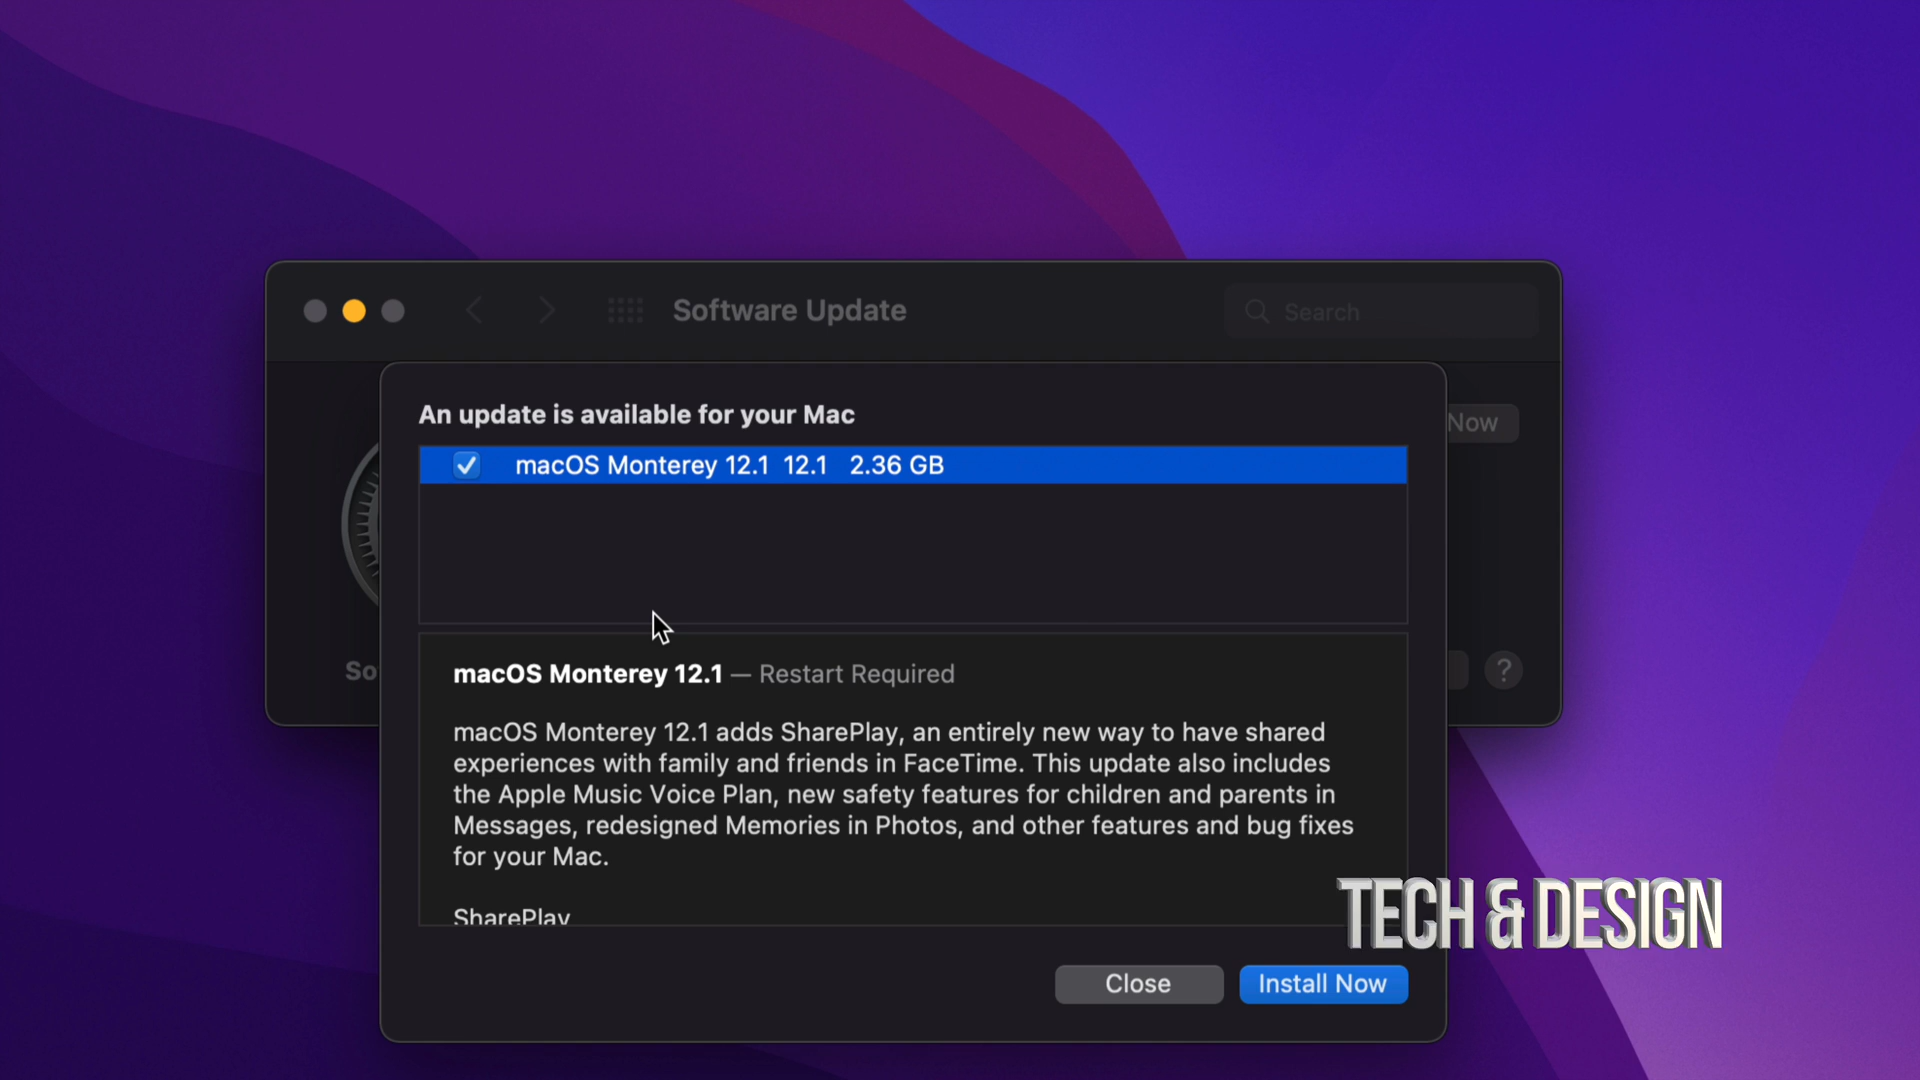 Software Update
Search
An update is available for your Mac
Now
macOS Monterey 12.1 12.1 2.36 GB
So
?
macOS Monterey 12.1 — Restart Required
macOS Monterey 12.1 adds SharePlay, an entirely new way to have shared
experiences with family and friends in FaceTime. This update also includes
the Apple Music Voice Plan, new safety features for children and parents in
Messages, redesigned Memories in Photos, and other features and bug fixes
for your Mac.
SharePlay
TECH & DESIGN
Close
Install Now